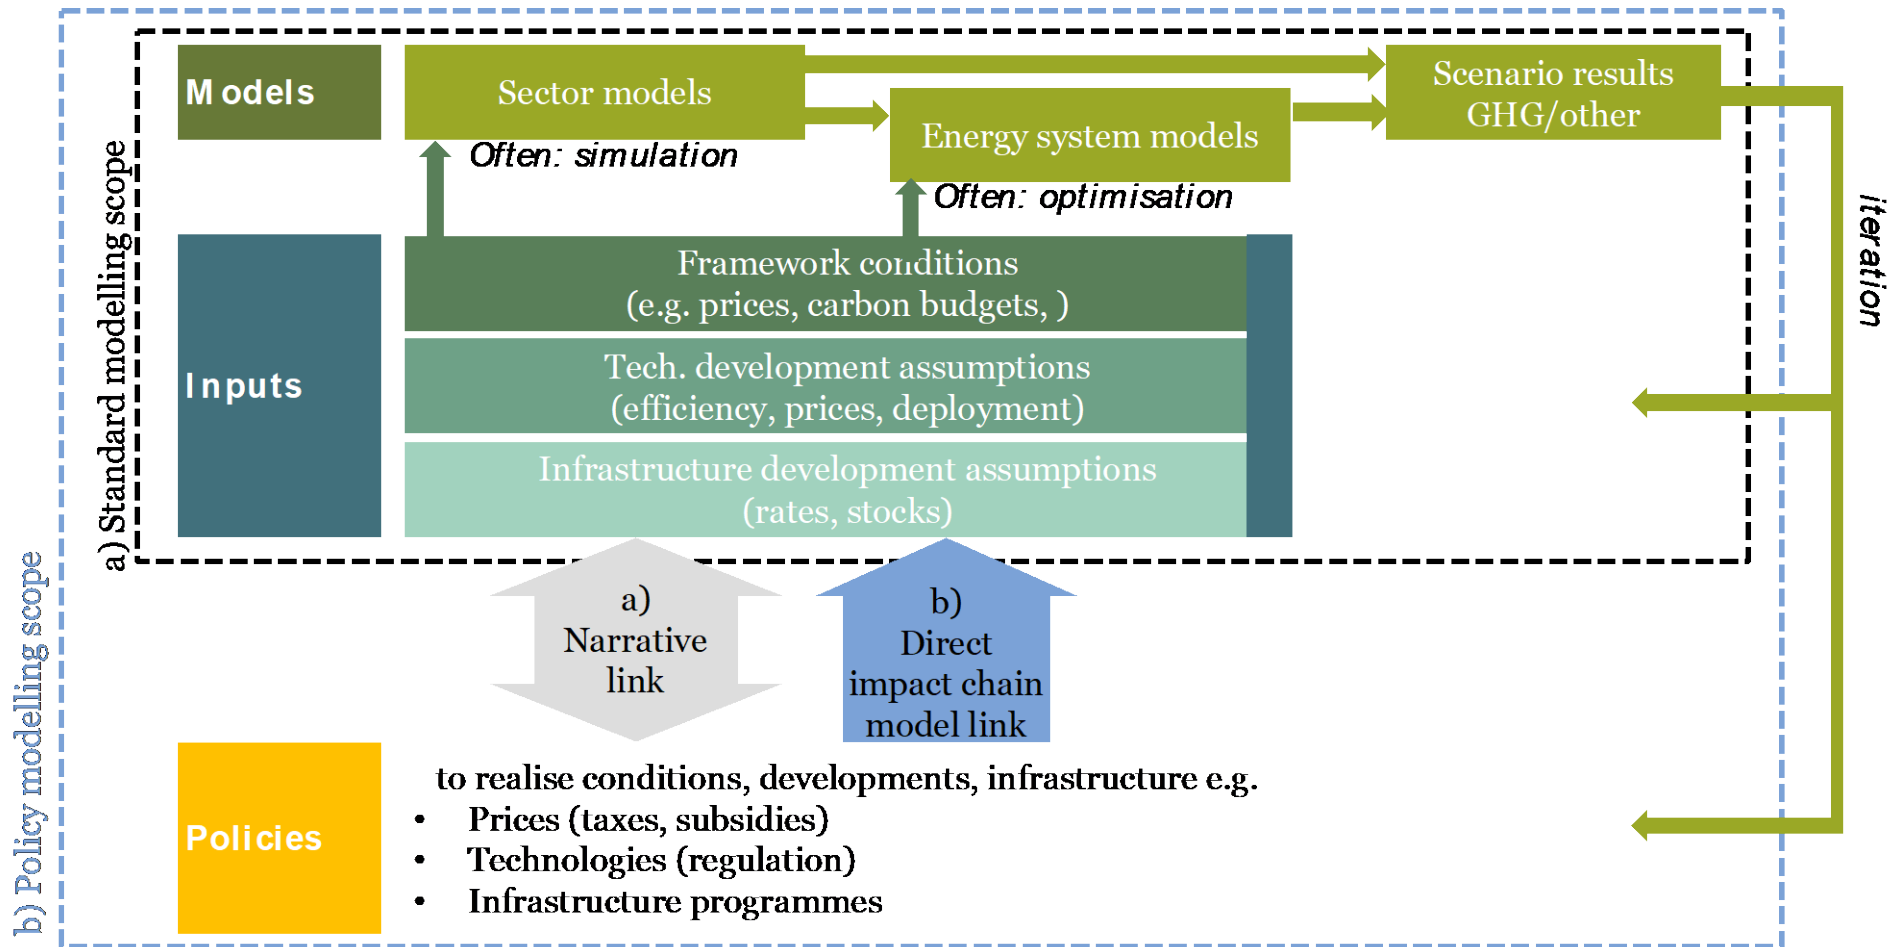 Models
Sector models
Scenario results
GHG/other
Energy system models
Often: simulation
Often: optimisation
iteration
a) Standard modelling scope
Inputs
Framework conditions
(e.g. prices, carbon budgets, )
Tech. development assumptions
(efficiency, prices, deployment)
Infrastructure development assumptions
(rates, stocks)
b) Policy modelling scope
a)
Narrative
link
b)
Direct
impact chain
model link
Policies
to realise conditions, developments, infrastructure e.g.
• Prices (taxes, subsidies)
• Technologies (regulation)
• Infrastructure programmes